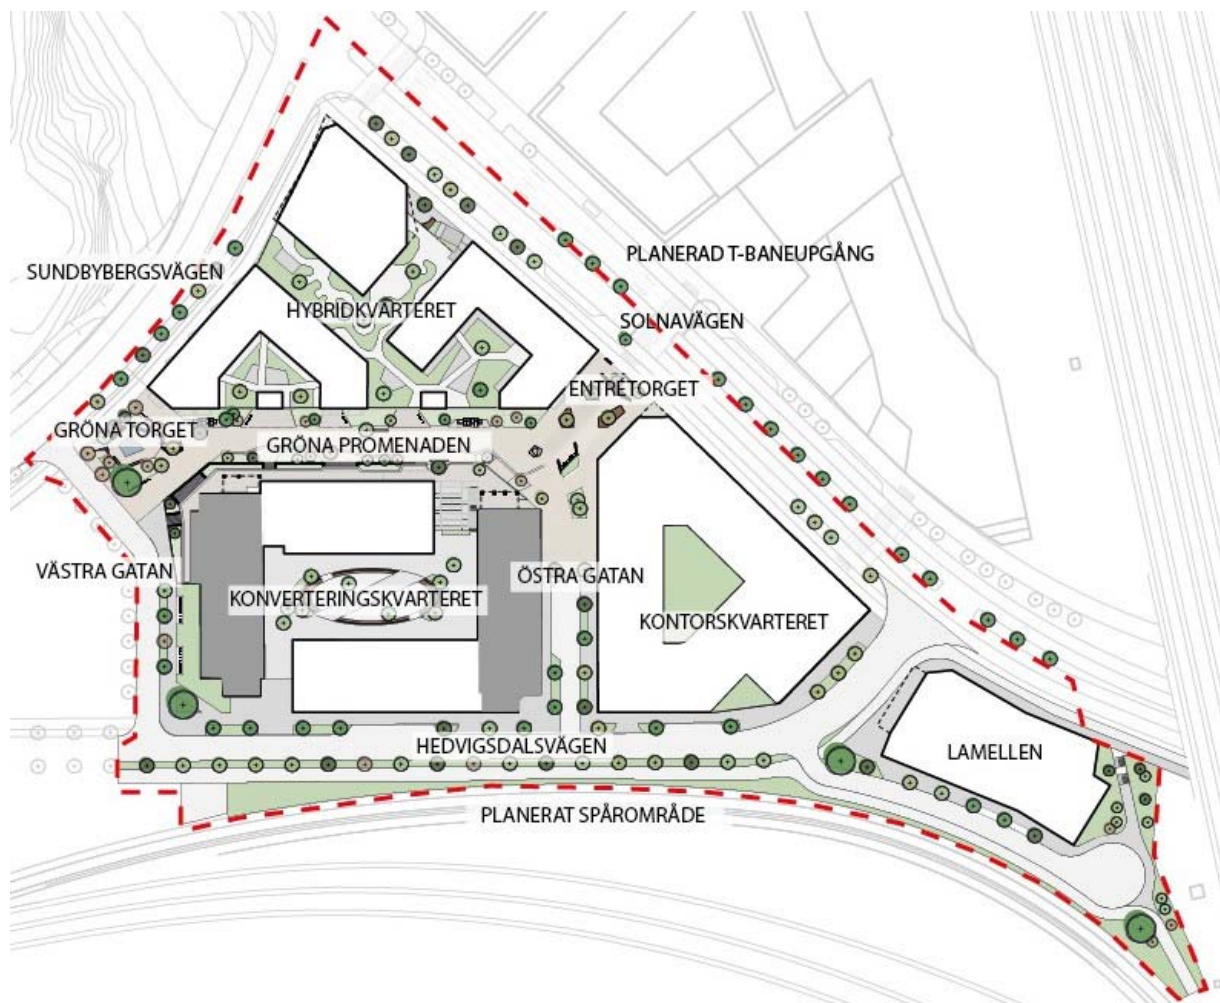 PLANERAD T-BANEUPGÅNG
SUNDBYBERGSVÄGEN
HYBRIDKVARTERET
SOLNAVÄGEN
ENTRÉTORGET
GRÖNA TORGET
GRÖNA PROMENADEN
VÄSTRA GATAN
ÖSTRA GATAN
KONVERTERINGSKVARTERET
KONTORSKVARTERET
HEDVIGSDALSVÄGEN
LAMELLEN
PLANERAT SPÅROMRÅDE